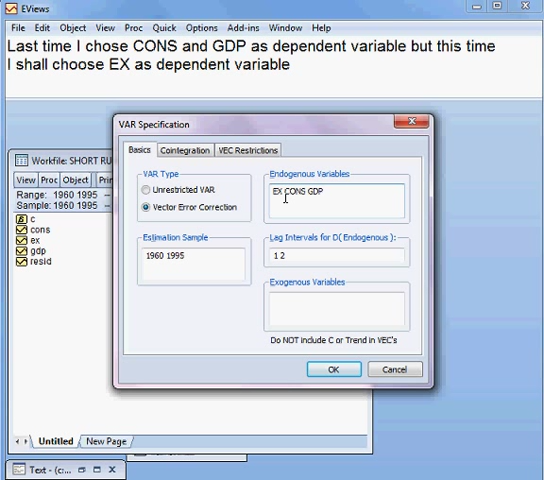 EViews
File Edit Object View Proc Quick Options Add-ins Window Help
Last time I chose CONS and GDP as dependent variable but this time
I shall choose EX as dependent variable
VAR Specification
Basics Cointegration VEC Restrictions
VAR Type
Unrestricted VAR
Vector Error Correction
Endogenous Variables
EX CONS GDP
Estimation Sample
1960 1995
Lag Intervals for D( Endogenous ):
1 2
Exogenous Variables
Do NOT include C or Trend in VEC's
OK Cancel
Workfile: SHORT RU
View Proc Object
Range: 1960 1995 --
Sample: 1960 1995 --
c
cons
ex
gdp
resid
Untitled New Page
Text - (c:...